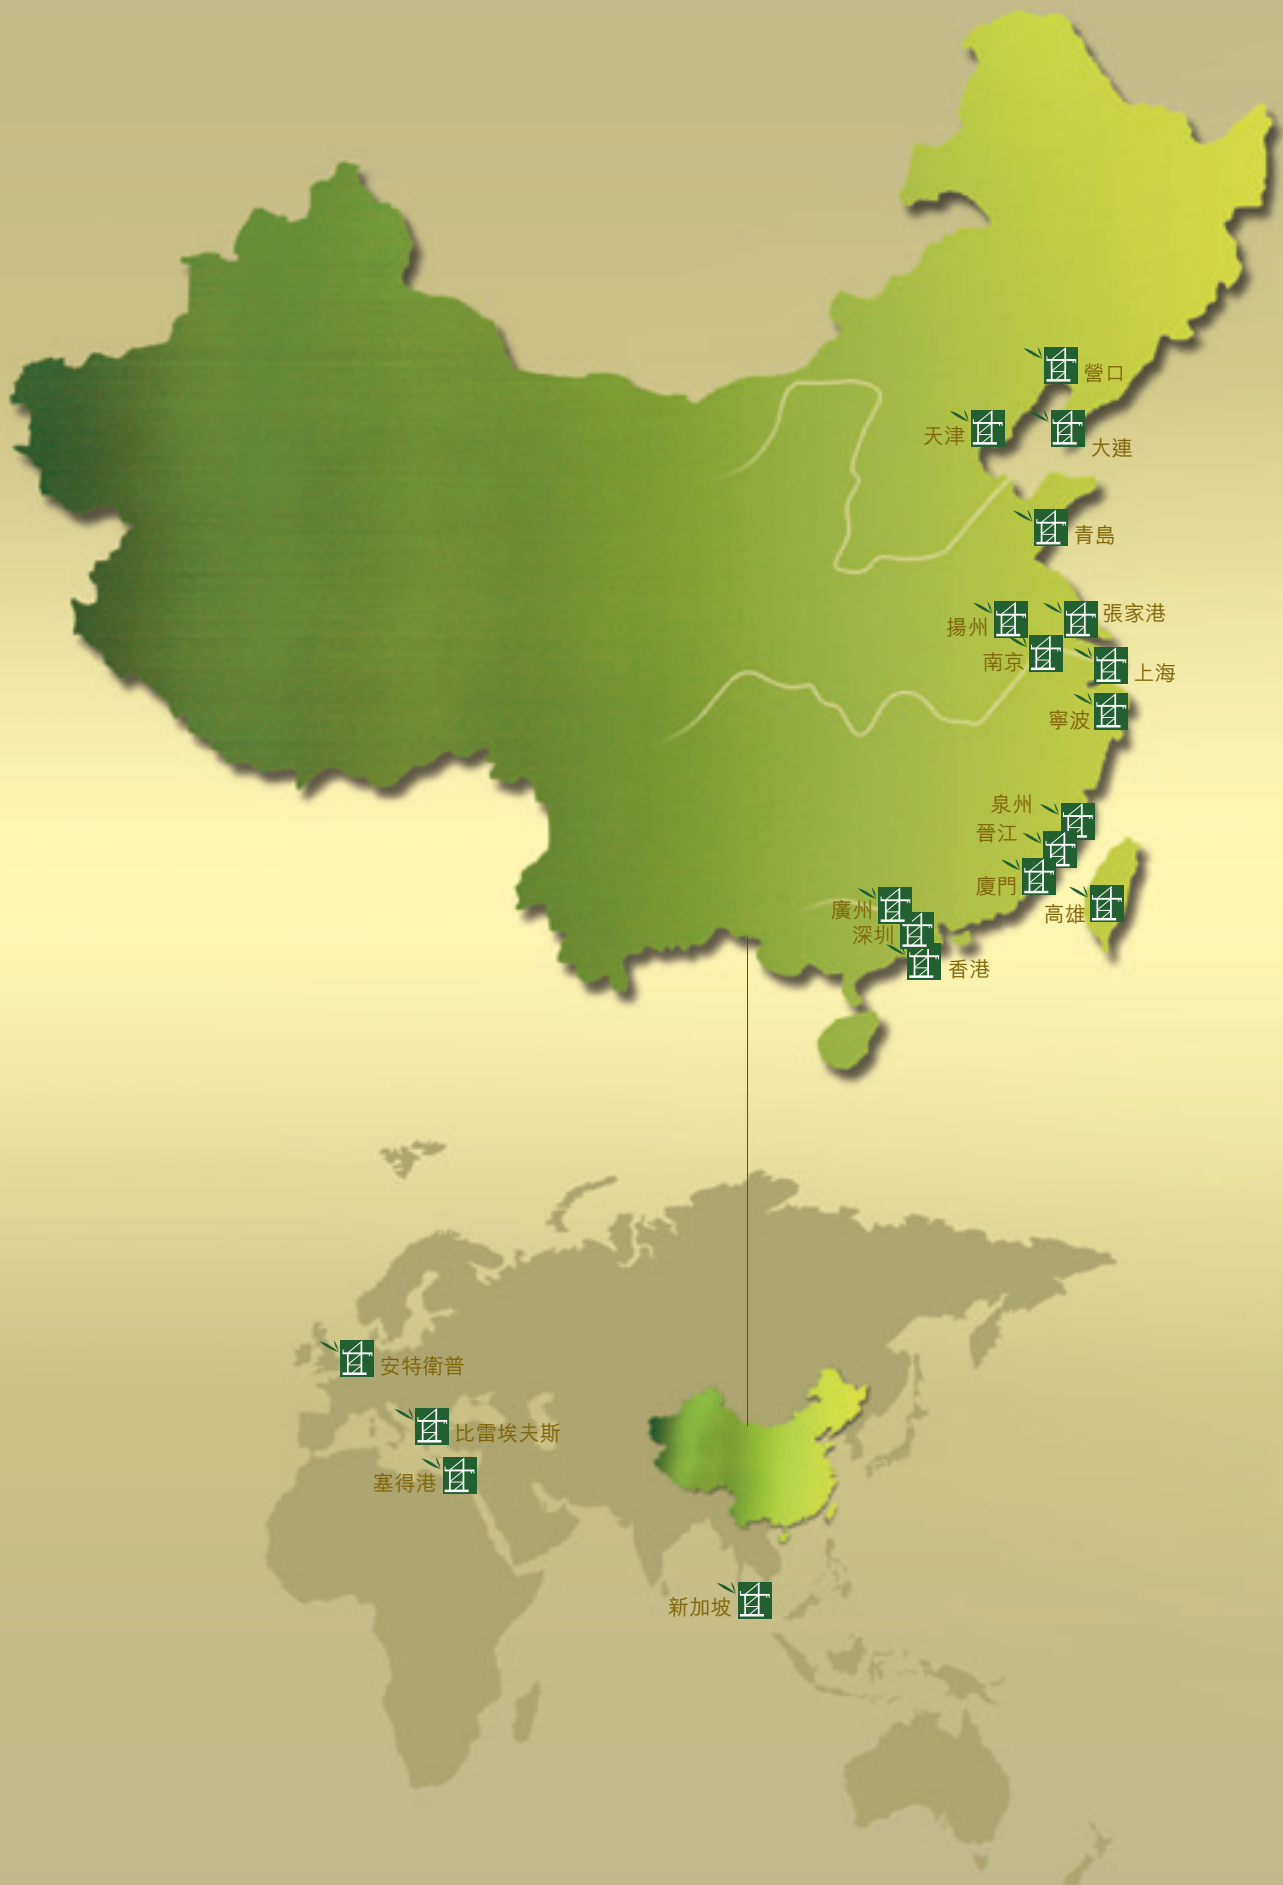 營口
天津
大連
青島
張家港
揚州
南京
上海
寧波
泉州
晉江
廈門
高雄
廣州
深圳
香港
安特衛普
比雷埃夫斯
塞得港
新加坡